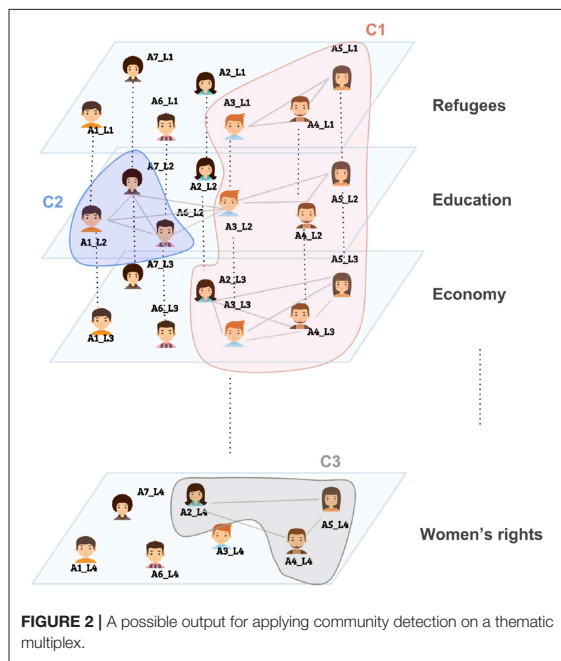 C1
A5_L1
A7_L1
A2_L1
A6_L1
A3_L1
Refugees
A1_L1
A4_L1
A7_L2
A5_L2
A2_L2
C2
A6_L2
Education
A3_L2
A4_L2
A1_L2
A7_L3
A5_L3
A2_L3
A6_L3
A3_L3
Economy
A1_L3
A4_L3
C3
A7_L4
A2_L4
A5_L4
Women's rights
A3_L4
A1_L4
A6_L4
A4_L4
FIGURE 2 | A possible output for applying community detection on a thematic
multiplex.